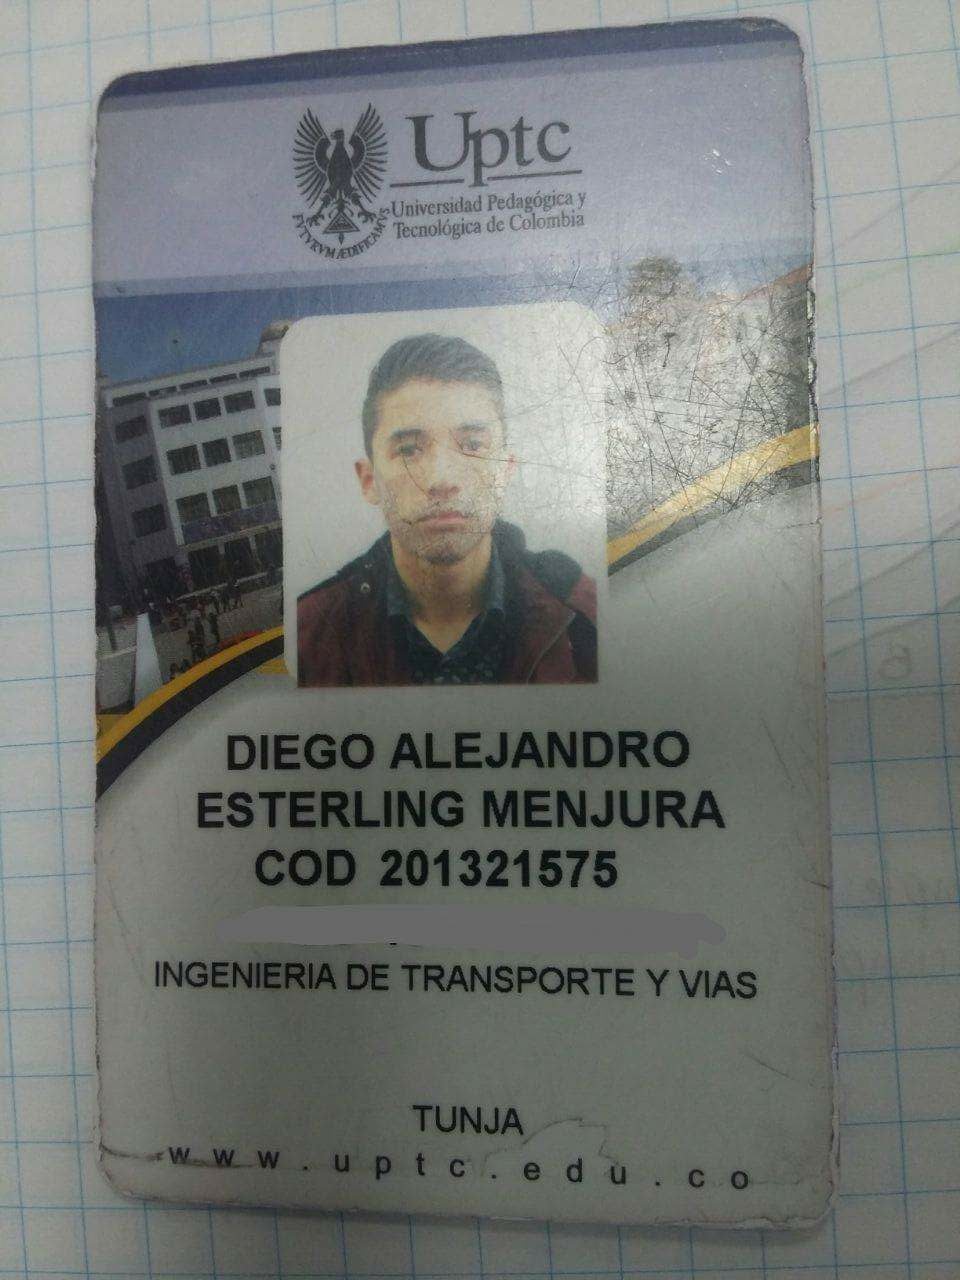 Uptc
Universidad Pedagógica y
Tecnológica de Colombia
FVTVRVM ÆDIFICAMVS
DIEGO ALEJANDRO
ESTERLING MENJURA
COD 201321575
INGENIERIA DE TRANSPORTE Y VIAS
TUNJA
www.uptc.edu.co